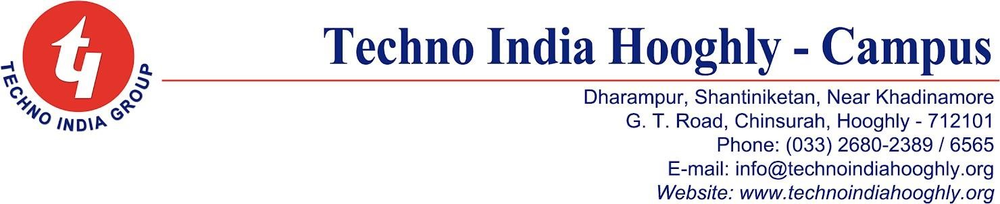 TECHNO INDIA GROUP
Techno India Hooghly - Campus
Dharampur, Shantiniketan, Near Khadinamore
G. T. Road, Chinsurah, Hooghly - 712101
Phone: (033) 2680-2389 / 6565
E-mail: info@technoindiahooghly.org
Website: www.technoindiahooghly.org